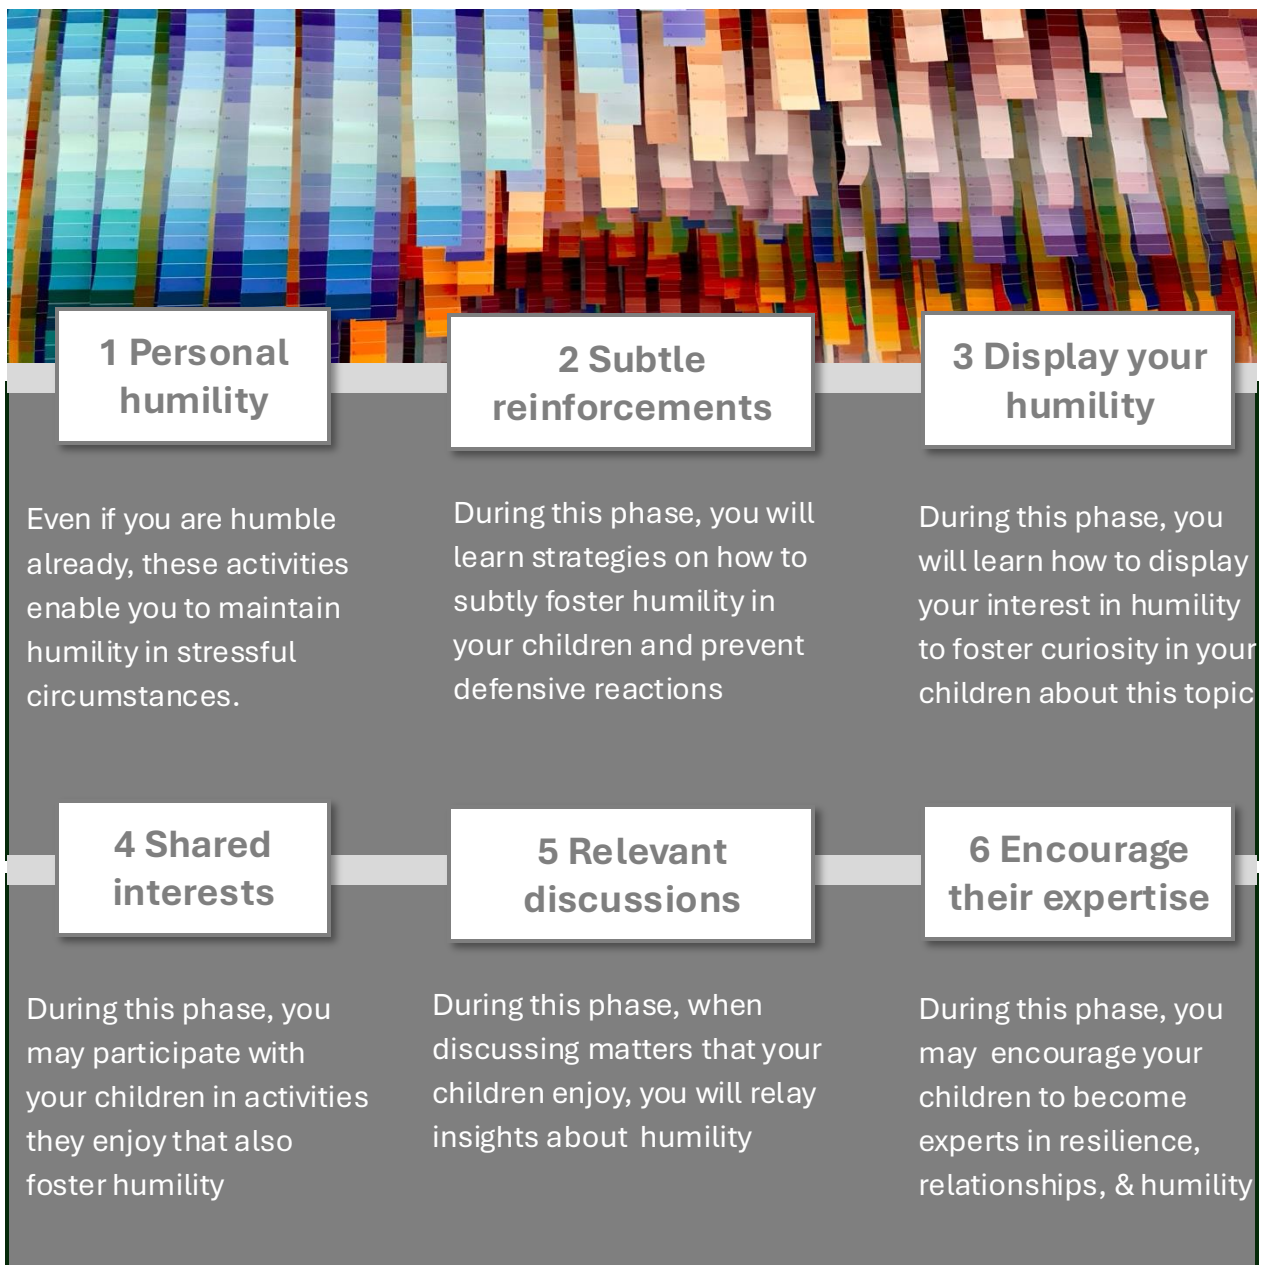 1 Personal
humility
2 Subtle
reinforcements
3 Display your
humility
Even if you are humble
already, these activities
enable you to maintain
humility in stressful
circumstances.
During this phase, you will
learn strategies on how to
subtly foster humility in
your children and prevent
defensive reactions
During this phase, you
will learn how to display
your interest in humility
to foster curiosity in your
children about this topic
4 Shared
interests
5 Relevant
discussions
6 Encourage
their expertise
During this phase, you
may participate with
your children in activities
they enjoy that also
foster humility
During this phase, when
discussing matters that your
children enjoy, you will relay
insights about humility
During this phase, you
may encourage your
children to become
experts in resilience,
relationships, & humility